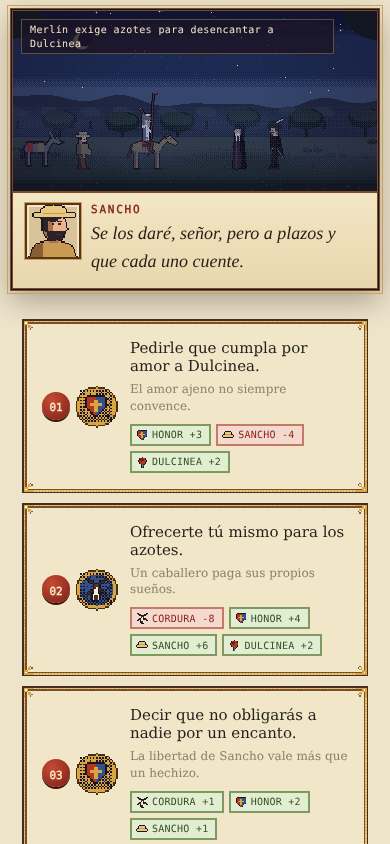 Merlín exige azotes para desencantar a
Dulcinea
SANCHO
Se los daré, señor, pero a plazos y
que cada uno cuente.
01
Pedirle que cumpla por
amor a Dulcinea.
El amor ajeno no siempre
convence.
HONOR +3 SANCHO -4
DULCINEA +2
02
Ofrecerte tú mismo para los
azotes.
Un caballero paga sus propios
sueños.
CORDURA -8 HONOR +4
SANCHO +6 DULCINEA +2
03
Decir que no obligarás a
nadie por un encanto.
La libertad de Sancho vale más que
un hechizo.
CORDURA +1 HONOR +2
SANCHO +1